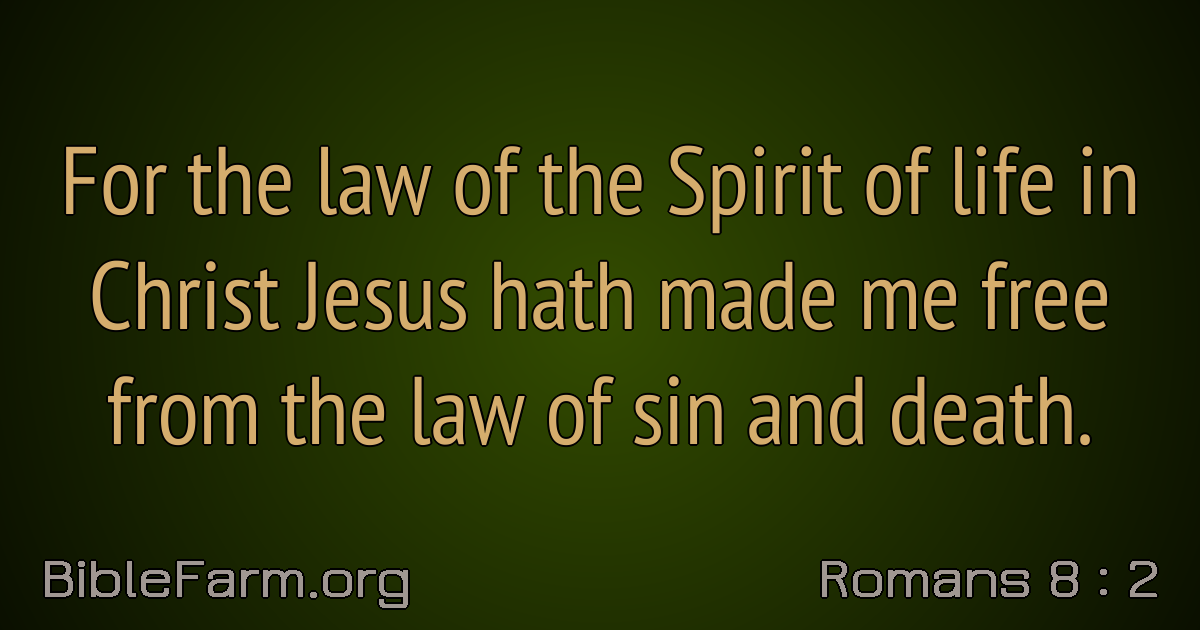 For the law of the Spirit of life in
Christ Jesus hath made me free
from the law of sin and death.
BibleFarm.org
Romans 8 : 2